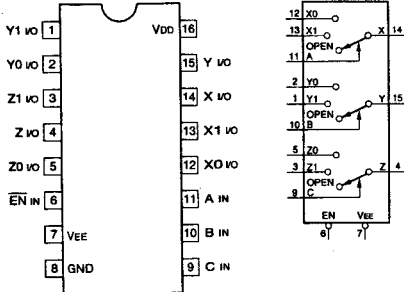 Y1 I/O 1
Y0 I/O 2
Z1 I/O 3
Z I/O 4
Z0 I/O 5
EN IN 6
7 VEE
8 GND
VDD 16
15 Y I/O
14 X I/O
13 X1 I/O
12 X0 I/O
11 A IN
10 B IN
9 C IN
12 X0
13 X1 X 14
OPEN
11 A
2 Y0
1 Y1 Y 15
OPEN
10 B
5 Z0
3 Z1 Z 4
OPEN
9 C
EN VEE
6 7